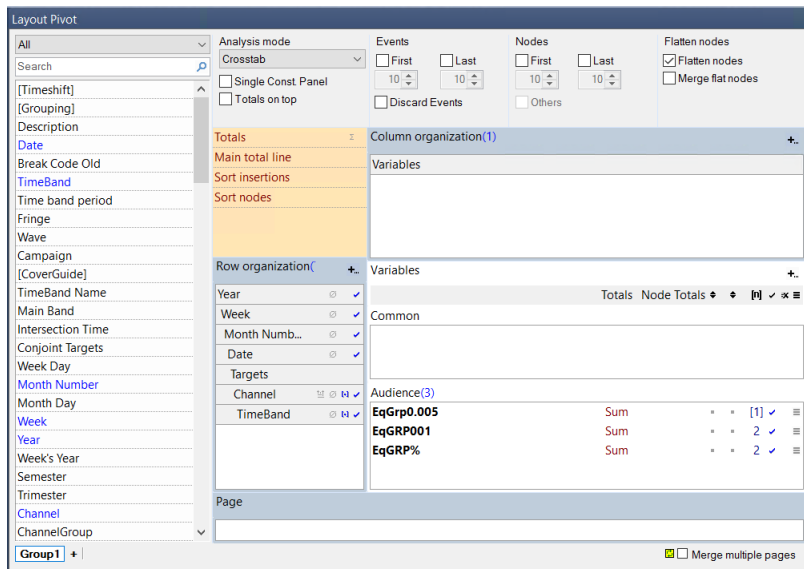 Layout Pivot
All
Search
[Timeshift]
[Grouping]
Description
Date
Break Code Old
TimeBand
Time band period
Fringe
Wave
Campaign
[CoverGuide]
TimeBand Name
Main Band
Intersection Time
Conjoint Targets
Week Day
Month Number
Month Day
Week
Year
Week's Year
Semester
Trimester
Channel
ChannelGroup
Group1 +
Analysis mode
Crosstab
Single Const. Panel
Totals on top
Events
First Last
10 10
Discard Events
Nodes
First Last
10 10
Others
Flatten nodes
Flatten nodes
Merge flat nodes
Totals Σ
Main total line
Sort insertions
Sort nodes
Column organization(1) +...
Variables
Row organization( +...
Year
Week
Month Numb...
Date
Targets
Channel
TimeBand
Variables +...
Totals Node Totals [n]
Common
Audience(3)
EqGrp0.005 Sum [1]
EqGRP001 Sum 2
EqGRP% Sum 2
Page
Merge multiple pages